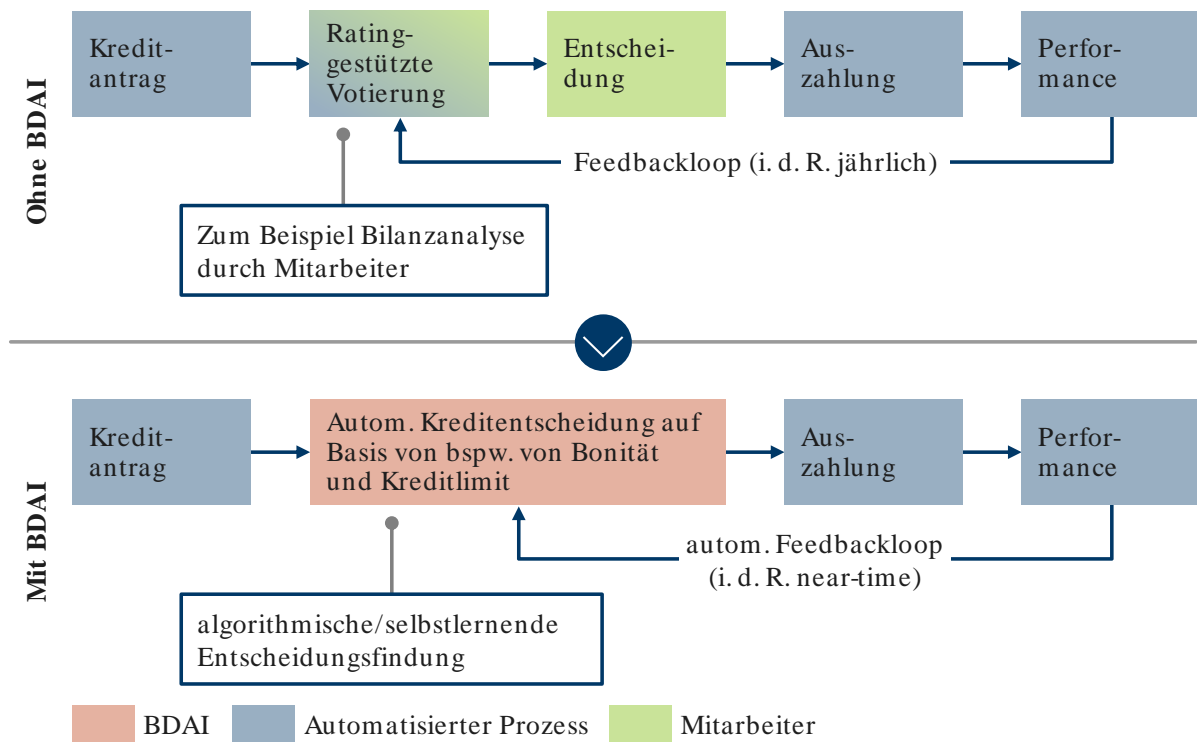 Ohne BDAI
Kredit-
antrag
Rating-
gestützte
Votierung
Entschei-
dung
Aus-
zahlung
Perfor-
mance
Feedbackloop (i. d. R. jährlich)
Zum Beispiel Bilanzanalyse
durch Mitarbeiter
Mit BDAI
Kredit-
antrag
Autom. Kreditentscheidung auf
Basis von bspw. von Bonität
und Kreditlimit
Aus-
zahlung
Perfor-
mance
autom. Feedbackloop
(i. d. R. near-time)
algorithmische/selbstlernende
Entscheidungsfindung
BDAI
Automatisierter Prozess
Mitarbeiter